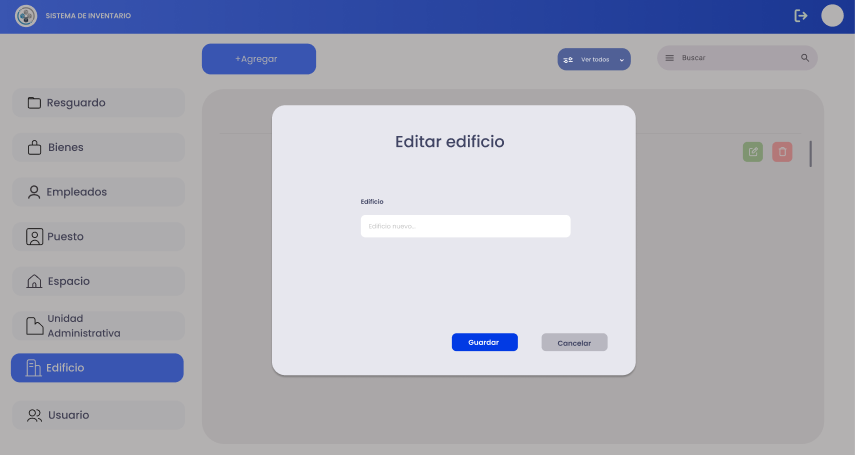 SISTEMA DE INVENTARIO
+Agregar
Ver todos
Buscar
Resguardo
Bienes
Empleados
Puesto
Espacio
Unidad
Administrativa
Edificio
Usuario
Editar edificio
Edificio
Edificio nuevo...
Guardar
Cancelar